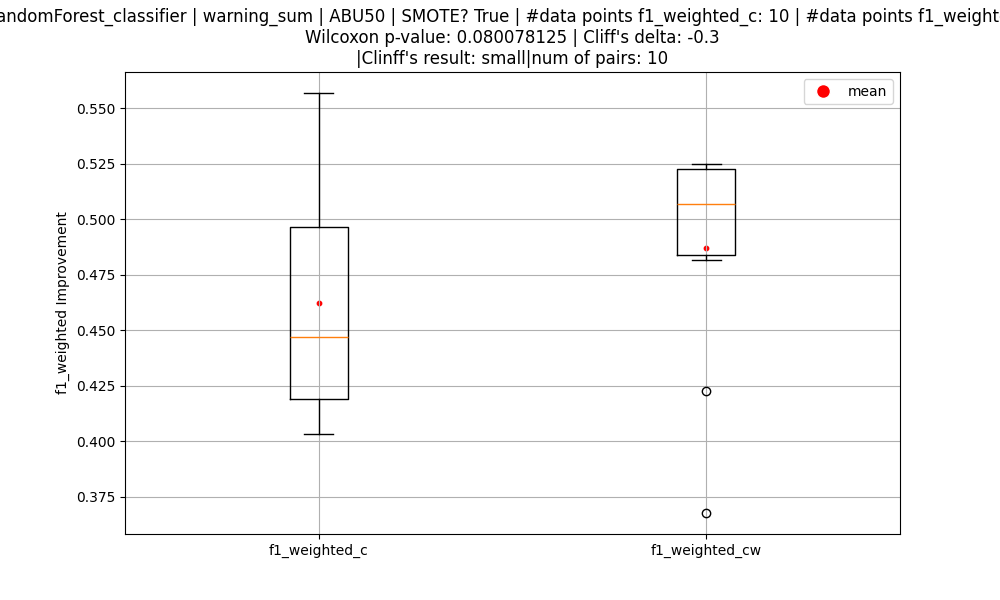 andomForest_classifier | warning_sum | ABU50 | SMOTE? True | #data points f1_weighted_c: 10 | #data points f1_weight
Wilcoxon p-value: 0.080078125 | Cliff's delta: -0.3
|Clinff's result: small|num of pairs: 10
mean
0.550
0.525
0.500
0.475
0.450
0.425
0.400
0.375
f1_weighted Improvement
f1_weighted_c
f1_weighted_cw